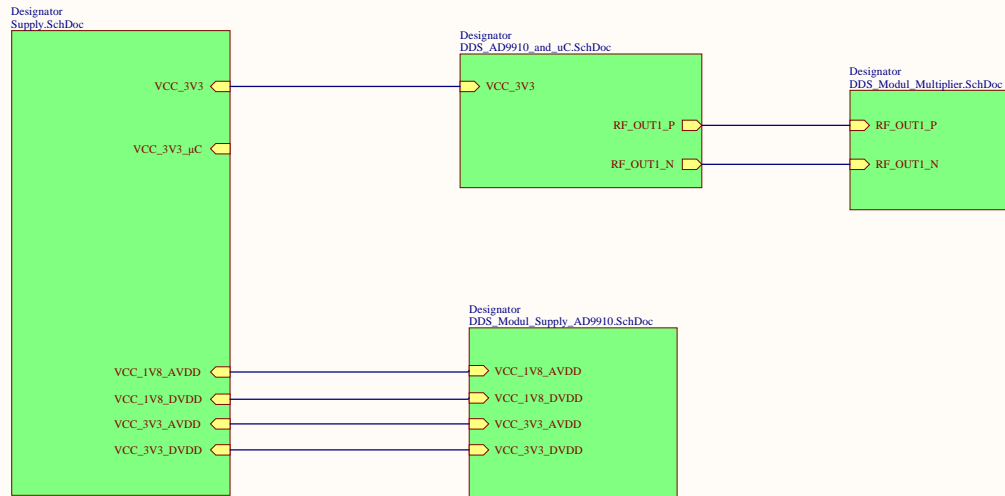 Designator
Supply.SchDoc
VCC_3V3
VCC_3V3_µC
VCC_1V8_AVDD
VCC_1V8_DVDD
VCC_3V3_AVDD
VCC_3V3_DVDD
Designator
DDS_AD9910_and_uC.SchDoc
VCC_3V3
RF_OUT1_P
RF_OUT1_N
Designator
DDS_Modul_Multiplier.SchDoc
RF_OUT1_P
RF_OUT1_N
Designator
DDS_Modul_Supply_AD9910.SchDoc
VCC_1V8_AVDD
VCC_1V8_DVDD
VCC_3V3_AVDD
VCC_3V3_DVDD